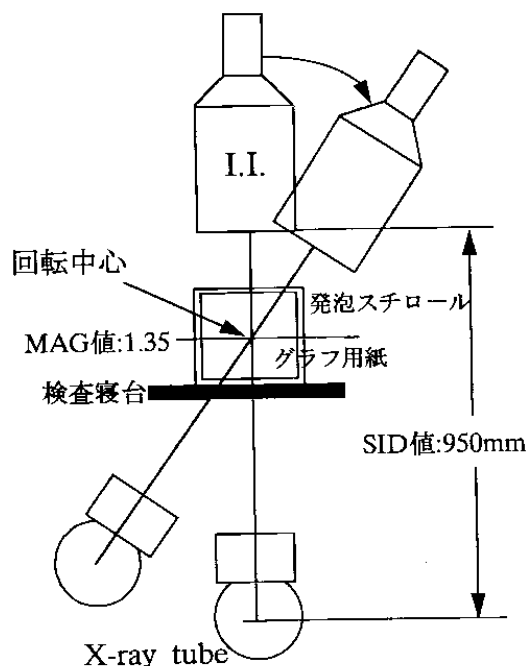 I.I.
回転中心
発泡スチロール
MAG値:1.35
グラフ用紙
検査寝台
SID値:950mm
X-ray tube